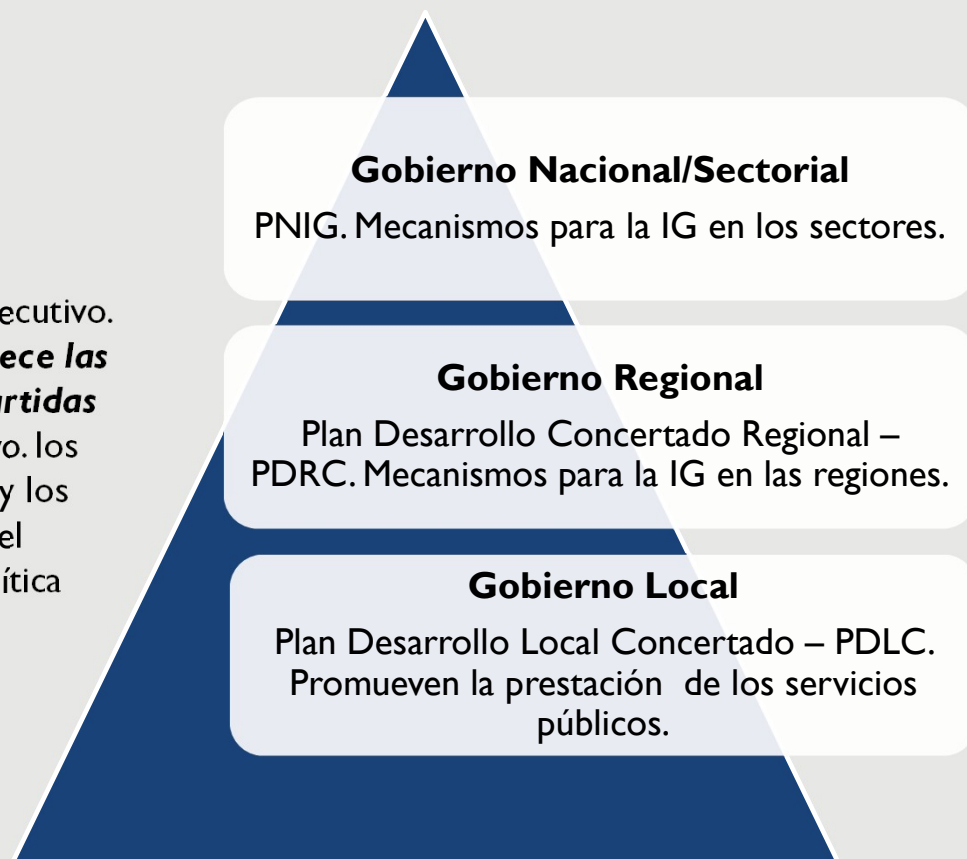 ecutivo.
ece las
rtidas
o. los
y los
el
ítica
Gobierno Nacional/Sectorial
PNIG. Mecanismos para la IG en los sectores.
Gobierno Regional
Plan Desarrollo Concertado Regional –
PDRC. Mecanismos para la IG en las regiones.
Gobierno Local
Plan Desarrollo Local Concertado – PDLC.
Promueven la prestación de los servicios
públicos.